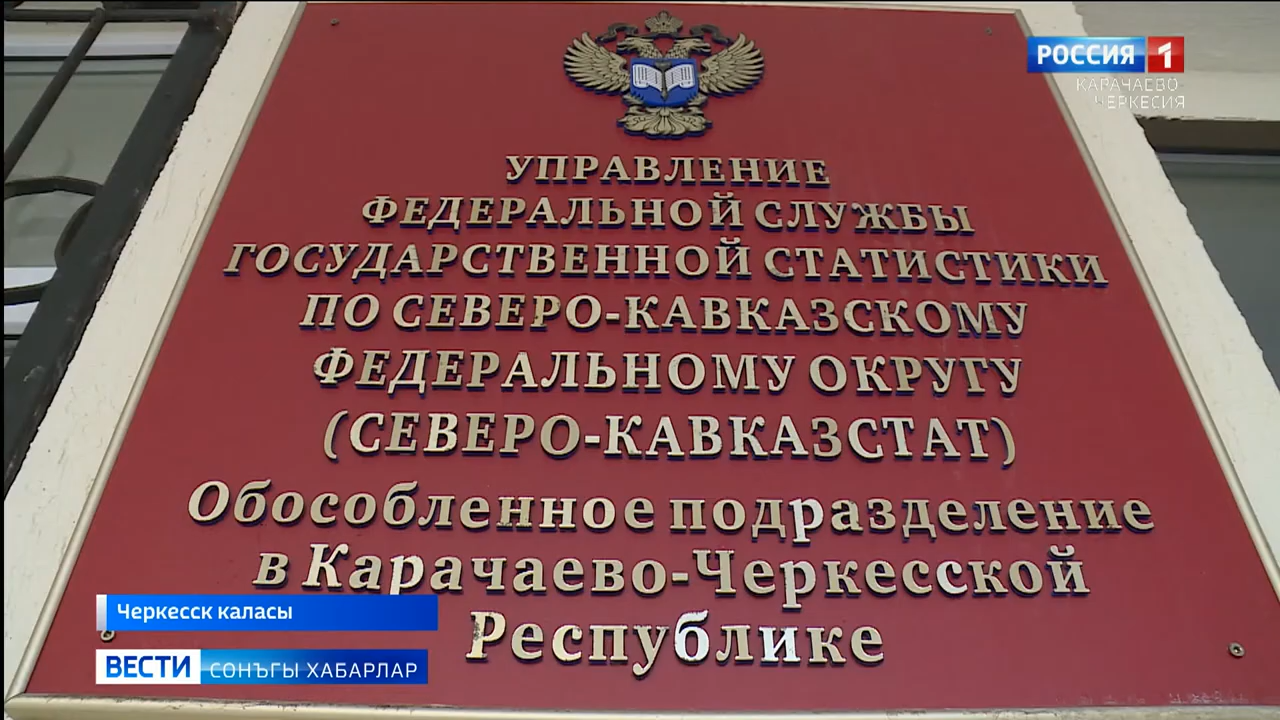 РОССИЯ 1
КАРАЧАЕВО-
ЧЕРКЕСИЯ
УПРАВЛЕНИЕ
ФЕДЕРАЛЬНОЙ СЛУЖБЫ
ГОСУДАРСТВЕННОЙ СТАТИСТИКИ
ПО СЕВЕРО-КАВКАЗСКОМУ
ФЕДЕРАЛЬНОМУ ОКРУГУ
(СЕВЕРО-КАВКАЗСТАТ)
Обособленное подразделение
в Карачаево-Черкесской
Республике
Черкесск каласы
ВЕСТИ СОНЪГЫ ХАБАРЛАР